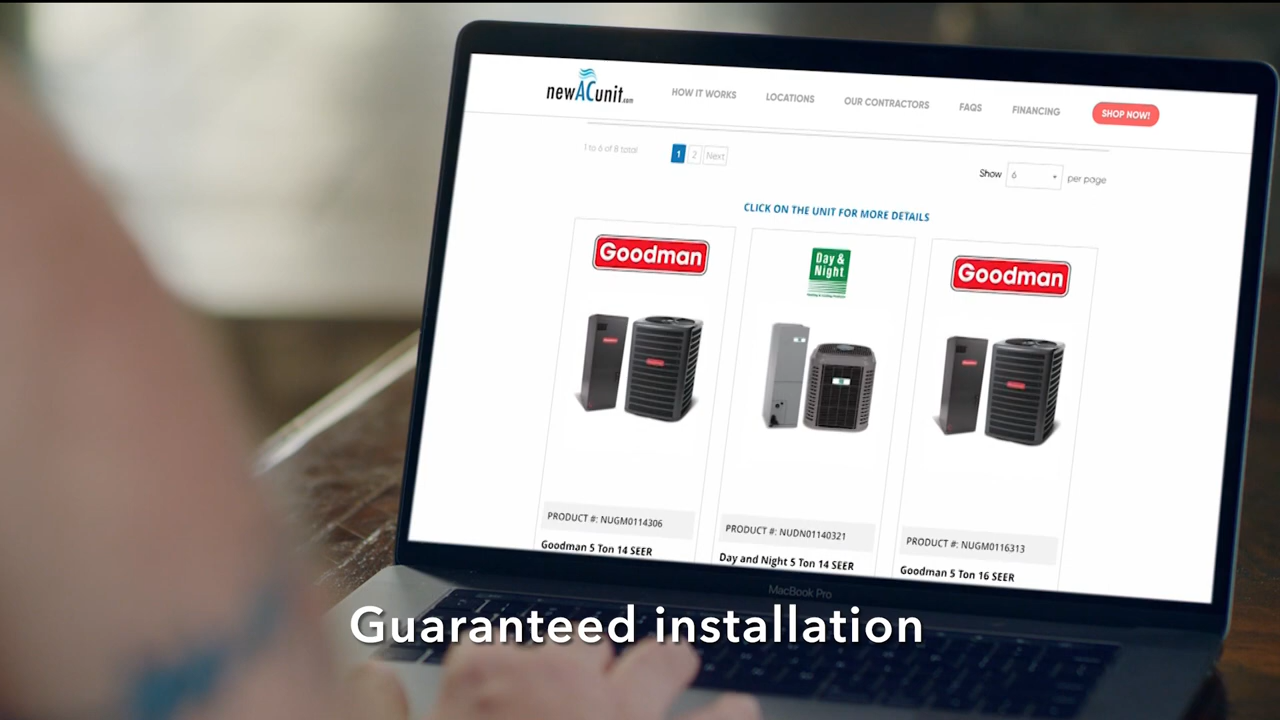 newACunit.com
HOW IT WORKS
LOCATIONS
OUR CONTRACTORS
FAQS
FINANCING
SHOP NOW!
1 to 6 of 8 total
1 2 Next
Show 6 per page
CLICK ON THE UNIT FOR MORE DETAILS
Goodman
Day &
Night
Goodman
PRODUCT #: NUGM0114306
PRODUCT #: NUDN01140321
PRODUCT #: NUGM0116313
Goodman 5 Ton 14 SEER
Day and Night 5 Ton 14 SEER
Goodman 5 Ton 16 SEER
MacBook Pro
Guaranteed installation